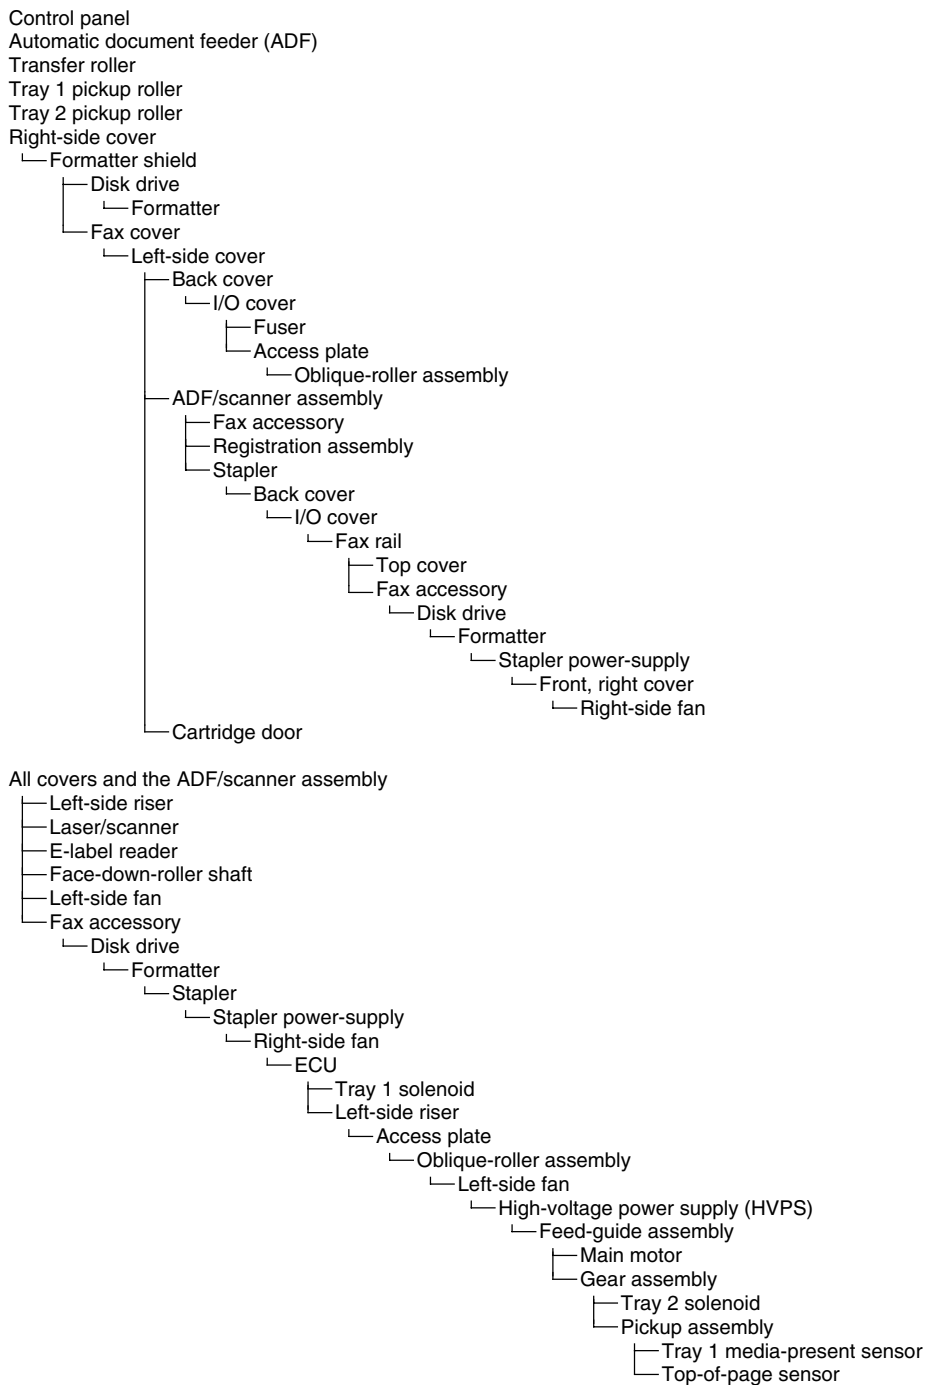 Control panel
Automatic document feeder (ADF)
Transfer roller
Tray 1 pickup roller
Tray 2 pickup roller
Right-side cover
Formatter shield
Disk drive
Formatter
Fax cover
Left-side cover
Back cover
I/O cover
Fuser
Access plate
Oblique-roller assembly
ADF/scanner assembly
Fax accessory
Registration assembly
Stapler
Back cover
I/O cover
Fax rail
Top cover
Fax accessory
Disk drive
Formatter
Stapler power-supply
Front, right cover
Right-side fan
Cartridge door
All covers and the ADF/scanner assembly
Left-side riser
Laser/scanner
E-label reader
Face-down-roller shaft
Left-side fan
Fax accessory
Disk drive
Formatter
Stapler
Stapler power-supply
Right-side fan
ECU
Tray 1 solenoid
Left-side riser
Access plate
Oblique-roller assembly
Left-side fan
High-voltage power supply (HVPS)
Feed-guide assembly
Main motor
Gear assembly
Tray 2 solenoid
Pickup assembly
Tray 1 media-present sensor
Top-of-page sensor